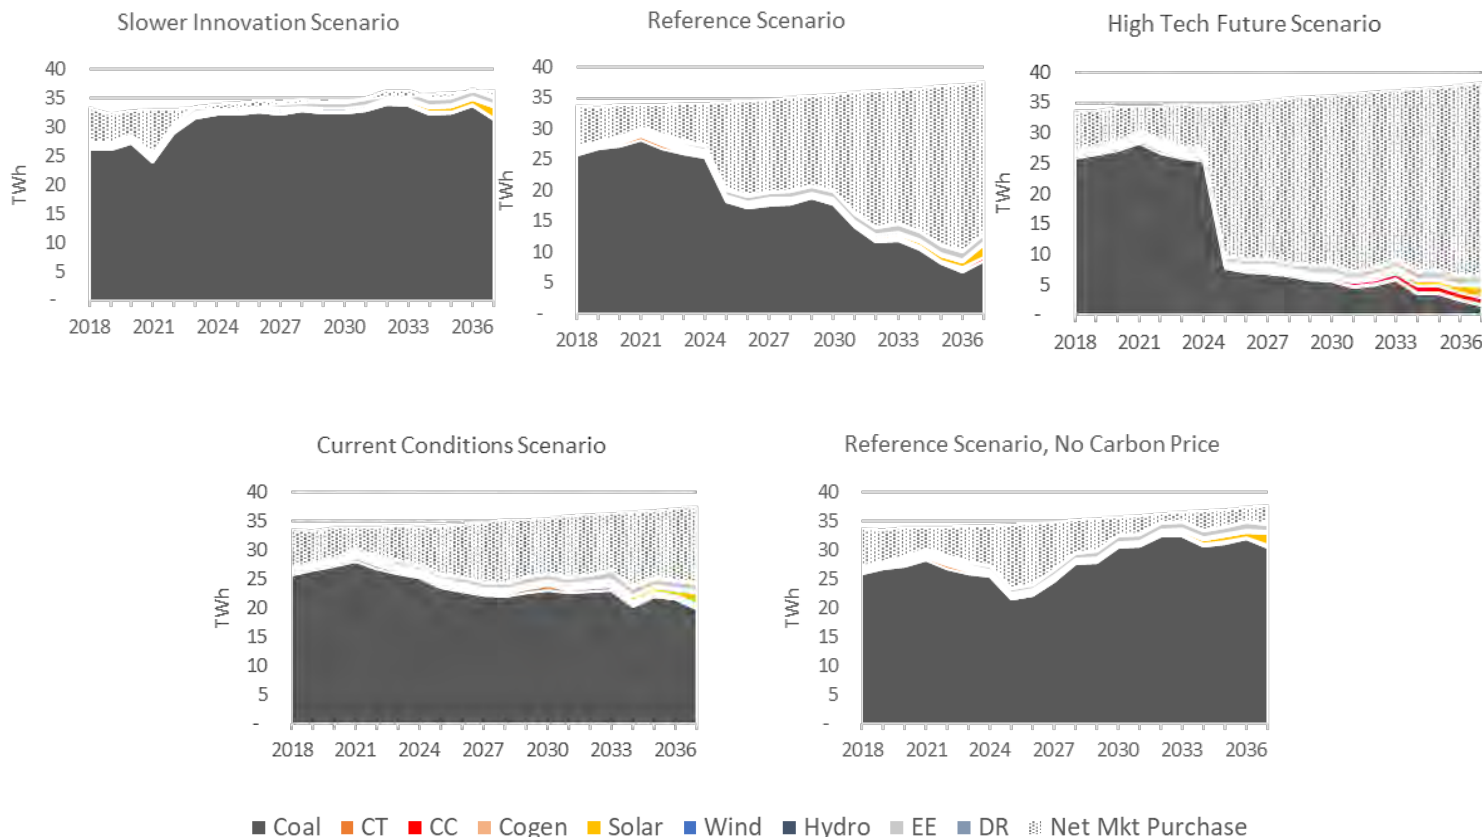 Slower Innovation Scenario
40
35
30
25
20
15
10
5
-
TWh
2018 2021 2024 2027 2030 2033 2036
Reference Scenario
40
35
30
25
20
15
10
5
-
TWh
2018 2021 2024 2027 2030 2033 2036
High Tech Future Scenario
40
35
30
25
20
15
10
5
-
TWh
2018 2021 2024 2027 2030 2033 2036
Current Conditions Scenario
40
35
30
25
20
15
10
5
-
TWh
2018 2021 2024 2027 2030 2033 2036
Reference Scenario, No Carbon Price
40
35
30
25
20
15
10
5
-
TWh
2018 2021 2024 2027 2030 2033 2036
Coal CT CC Cogen Solar Wind Hydro EE DR Net Mkt Purchase